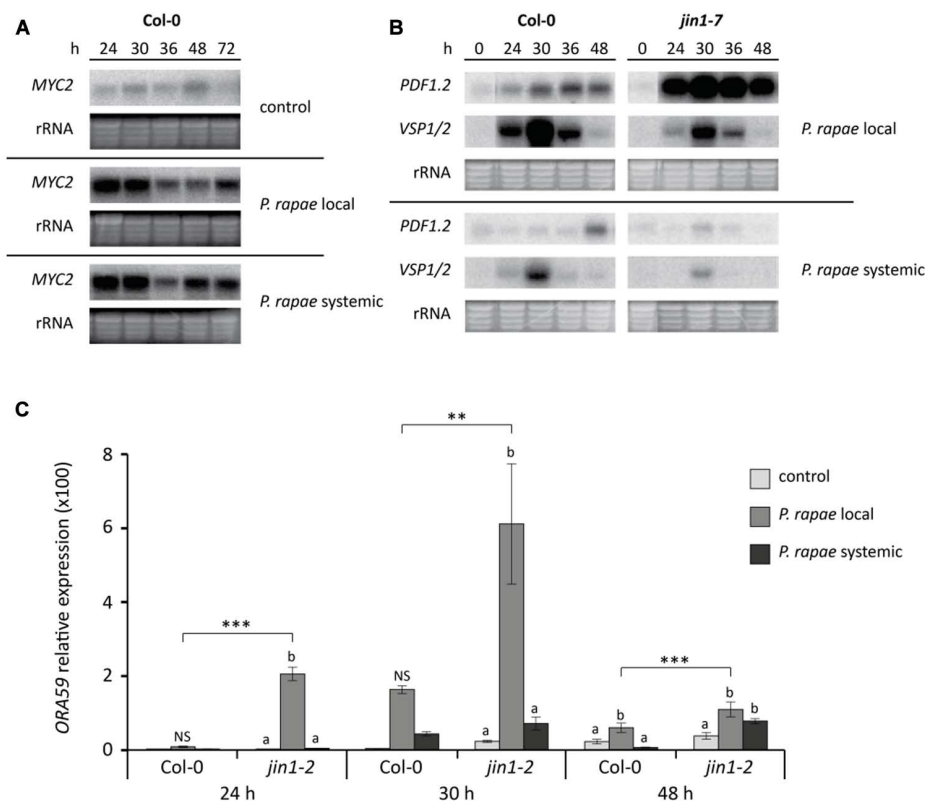 A
Col-0
h 24 30 36 48 72
MYC2
control
rRNA
MYC2
P. rapae local
rRNA
MYC2
P. rapae systemic
rRNA
B
Col-0 jin1-7
h 0 24 30 36 48 0 24 30 36 48
PDF1.2
VSP1/2 P. rapae local
rRNA
PDF1.2
VSP1/2 P. rapae systemic
rRNA
C
ORA59 relative expression (x100)
8
6
4
2
0
control
P. rapae local
P. rapae systemic
***
NS a b a
**
NS a b a
***
a b a a b b
Col-0 jin1-2 Col-0 jin1-2 Col-0 jin1-2
24 h 30 h 48 h